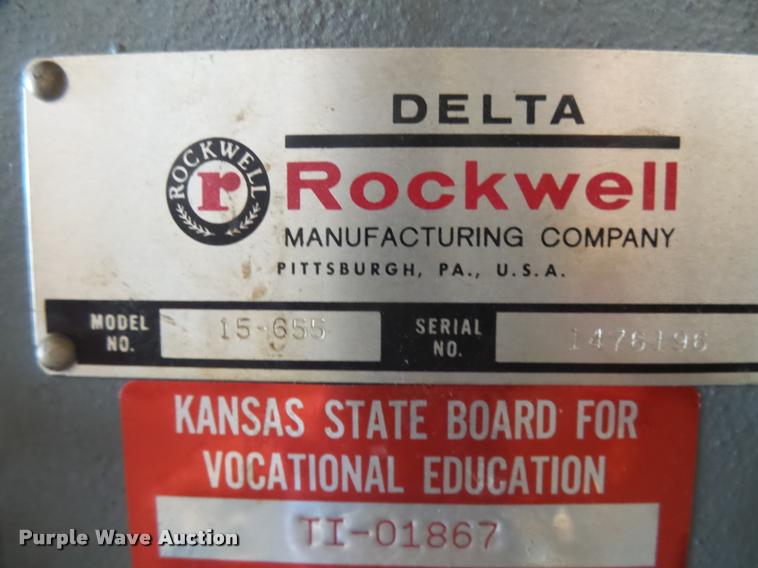 DELTA
ROCKWELL
r
Rockwell
MANUFACTURING COMPANY
PITTSBURGH, PA., U.S.A.
MODEL NO. 15-655 SERIAL NO. 1476196
KANSAS STATE BOARD FOR
VOCATIONAL EDUCATION
TI-01867
Purple Wave Auction